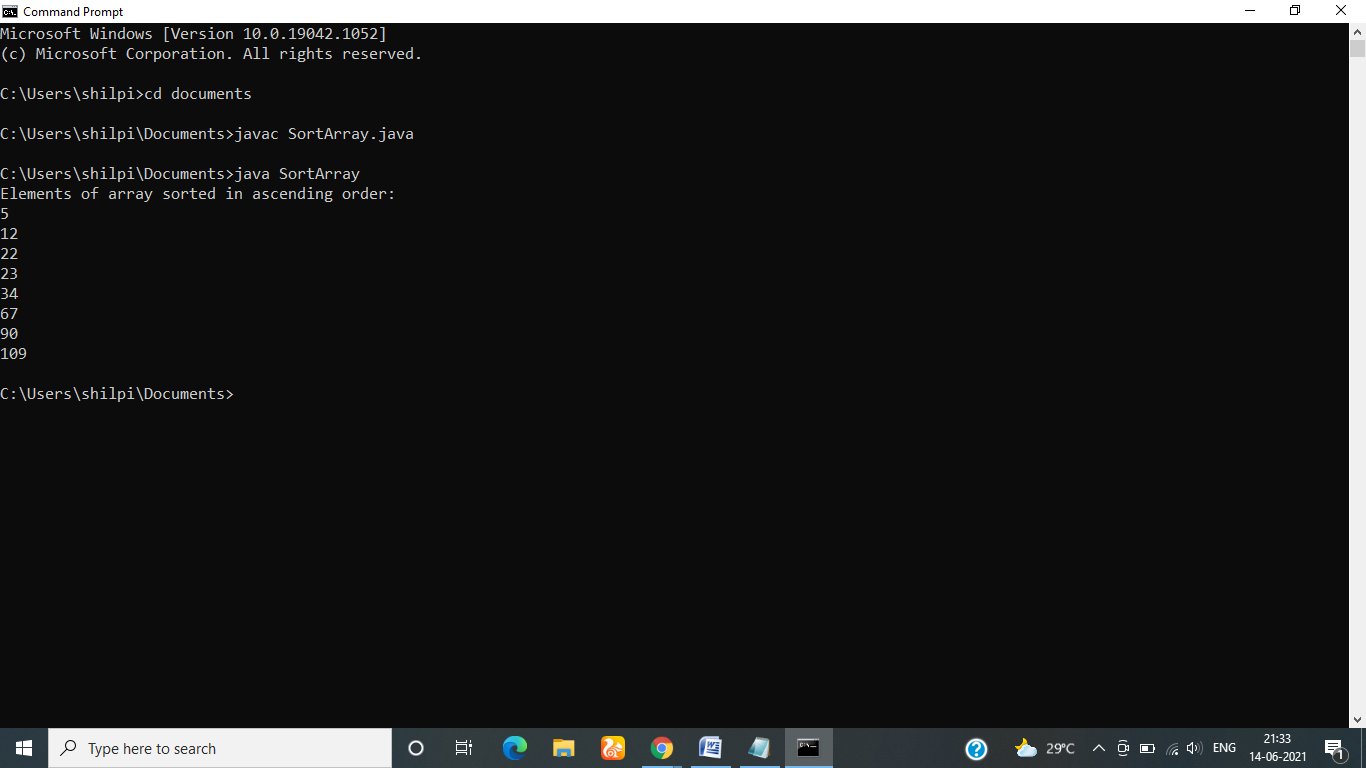 Command Prompt
Microsoft Windows [Version 10.0.19042.1052]
(c) Microsoft Corporation. All rights reserved.
C:\Users\shilpi>cd documents
C:\Users\shilpi\Documents>javac SortArray.java
C:\Users\shilpi\Documents>java SortArray
Elements of array sorted in ascending order:
5
12
22
23
34
67
90
109
C:\Users\shilpi\Documents>
Type here to search
29°C
ENG
21:33
14-06-2021
1